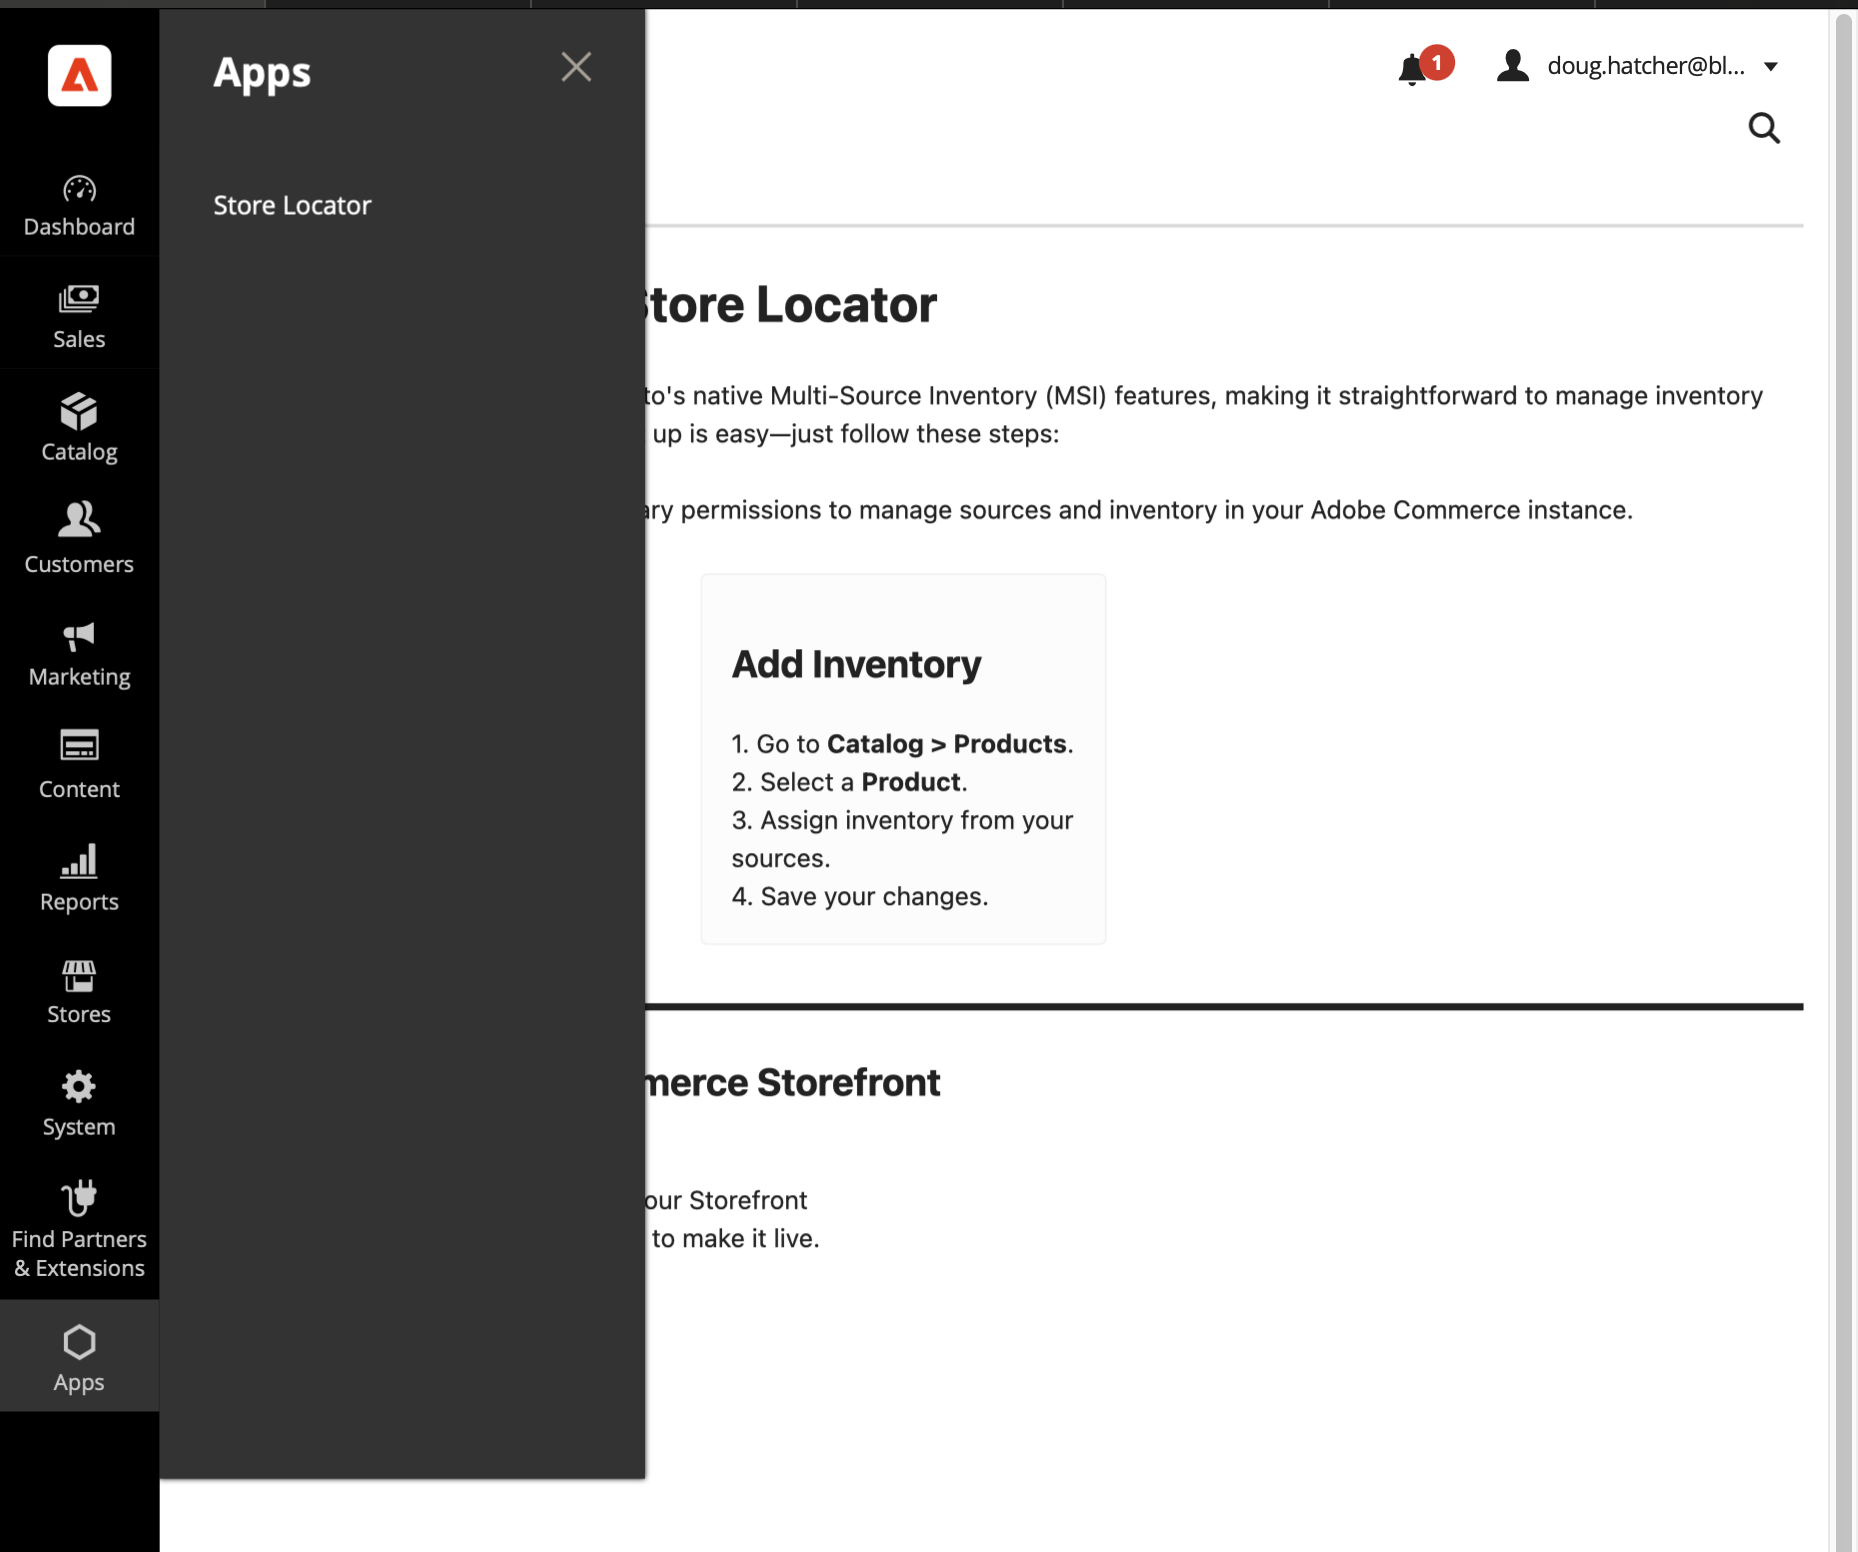 Apps
1
doug.hatcher@bl...
Dashboard
Sales
Catalog
Customers
Marketing
Content
Reports
Stores
System
Find Partners
& Extensions
Apps
Store Locator
Store Locator
to's native Multi-Source Inventory (MSI) features, making it straightforward to manage inventory
up is easy—just follow these steps:
ary permissions to manage sources and inventory in your Adobe Commerce instance.
Add Inventory
1. Go to Catalog > Products.
2. Select a Product.
3. Assign inventory from your
sources.
4. Save your changes.
merce Storefront
our Storefront
to make it live.